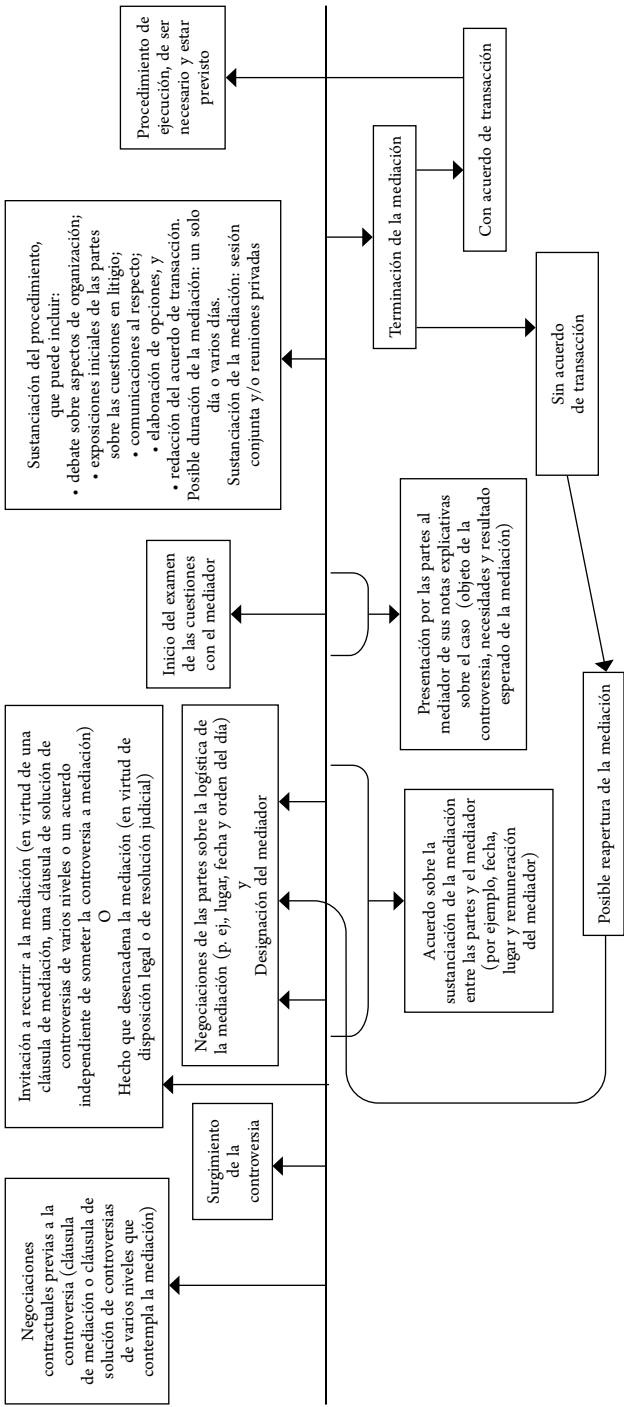 Negociaciones
contractuales previas a la
controversia (cláusula
de mediación o cláusula de
solución de controversias
de varios niveles que
contempla la mediación)
Surgimiento
de la
controversia
Invitación a recurrir a la mediación (en virtud de una
cláusula de mediación, una cláusula de solución de
controversias de varios niveles o un acuerdo
independiente de someter la controversia a mediación)
O
Hecho que desencadena la mediación (en virtud de
disposición legal o de resolución judicial)
Negociaciones de las partes sobre la logística de
la mediación (p. ej., lugar, fecha y orden del día)
y
Designación del mediador
Acuerdo sobre la
sustanciación de la mediación
entre las partes y el mediador
(por ejemplo, fecha,
lugar y remuneración
del mediador)
Inicio del examen
de las cuestiones
con el mediador
Presentación por las partes al
mediador de sus notas explicativas
sobre el caso (objeto de la
controversia, necesidades y resultado
esperado de la mediación)
Sustanciación del procedimiento,
que puede incluir:
• debate sobre aspectos de organización;
• exposiciones iniciales de las partes
sobre las cuestiones en litigio;
• comunicaciones al respecto;
• elaboración de opciones, y
• redacción del acuerdo de transacción.
Posible duración de la mediación: un solo
día o varios días.
Sustanciación de la mediación: sesión
conjunta y/o reuniones privadas
Terminación de la mediación
Con acuerdo de transacción
Sin acuerdo
de transacción
Posible reapertura de la mediación
Procedimiento de
ejecución, de ser
necesario y estar
previsto